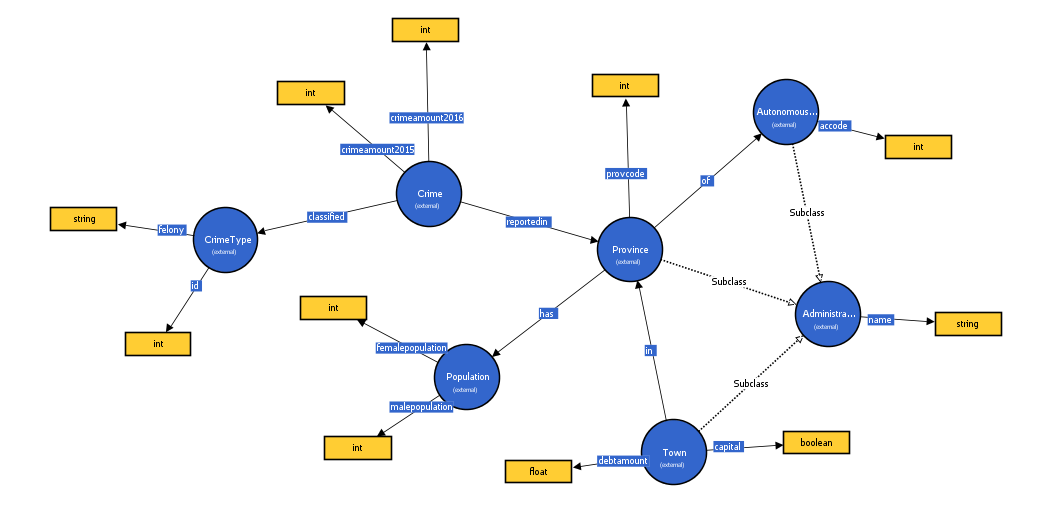 int
int
int
crimeamount2016
Autonomous...
(external)
accode
int
crimeamount2015
provcode
of
Crime
(external)
string
felony
classified
reportedin
Subclass
CrimeType
(external)
Province
(external)
id
Subclass
int
has
Administra...
(external)
name
string
int
femalepopulation
in
Population
(external)
Subclass
malepopulation
int
capital
boolean
Town
(external)
debtamount
float